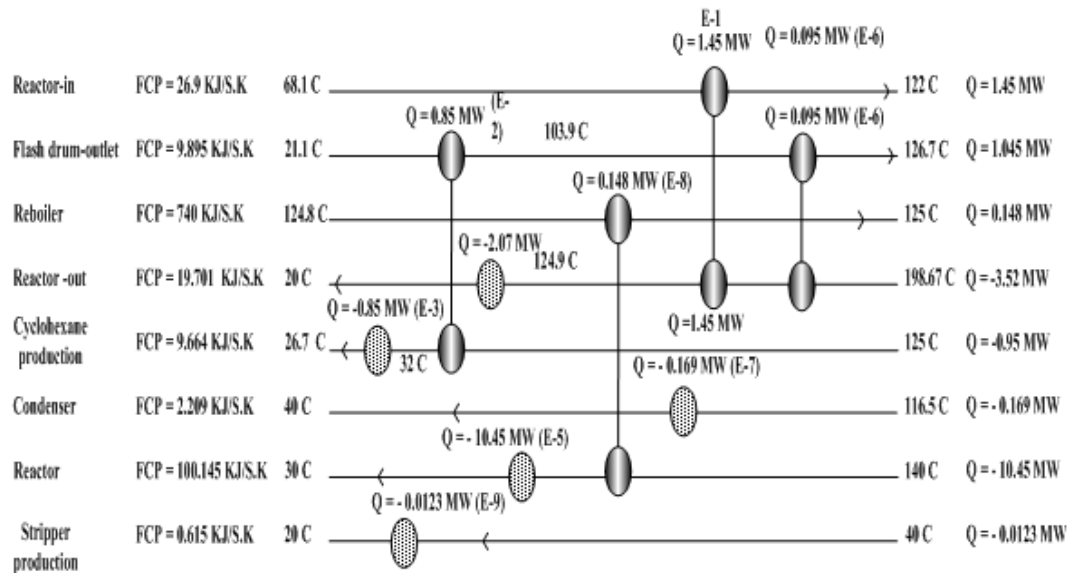 E-1
Q = 1.45 MW
Q = 0.095 MW (E-6)
Reactor-in FCP = 26.9 KJ/S.K 68.1 C 122 C Q = 1.45 MW
Q = 0.85 MW (E-2)
103.9 C
Q = 0.095 MW (E-6)
Flash drum-outlet FCP = 9.895 KJ/S.K 21.1 C 126.7 C Q = 1.045 MW
Q = 0.148 MW (E-8)
Reboiler FCP = 740 KJ/S.K 124.8 C 125 C Q = 0.148 MW
Q = -2.07 MW
124.9 C
Reactor -out FCP = 19.701 KJ/S.K 20 C 198.67 C Q = -3.52 MW
Q = -0.85 MW (E-3)
Q =1.45 MW
Cyclohexane
production
FCP = 9.664 KJ/S.K 26.7 C 32 C 125 C Q = -0.95 MW
Q = - 0.169 MW (E-7)
Condenser FCP = 2.209 KJ/S.K 40 C 116.5 C Q = - 0.169 MW
Q = - 10.45 MW (E-5)
Reactor FCP = 100.145 KJ/S.K 30 C 140 C Q = - 10.45 MW
Q = - 0.0123 MW (E-9)
Stripper
production
FCP = 0.615 KJ/S.K 20 C 40 C Q = - 0.0123 MW